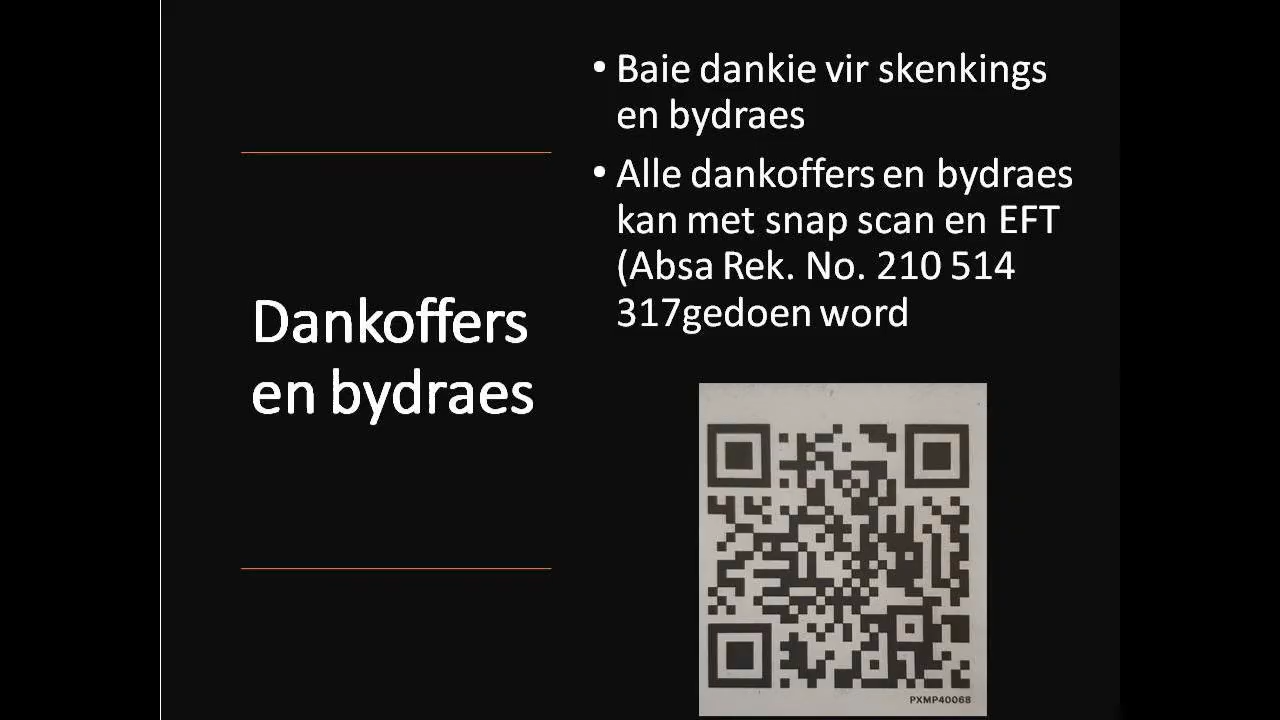 Dankoffers
en bydraes
• Baie dankie vir skenkings
en bydraes
• Alle dankoffers en bydraes
kan met snap scan en EFT
(Absa Rek. No. 210 514
317gedoen word
PXMP40068